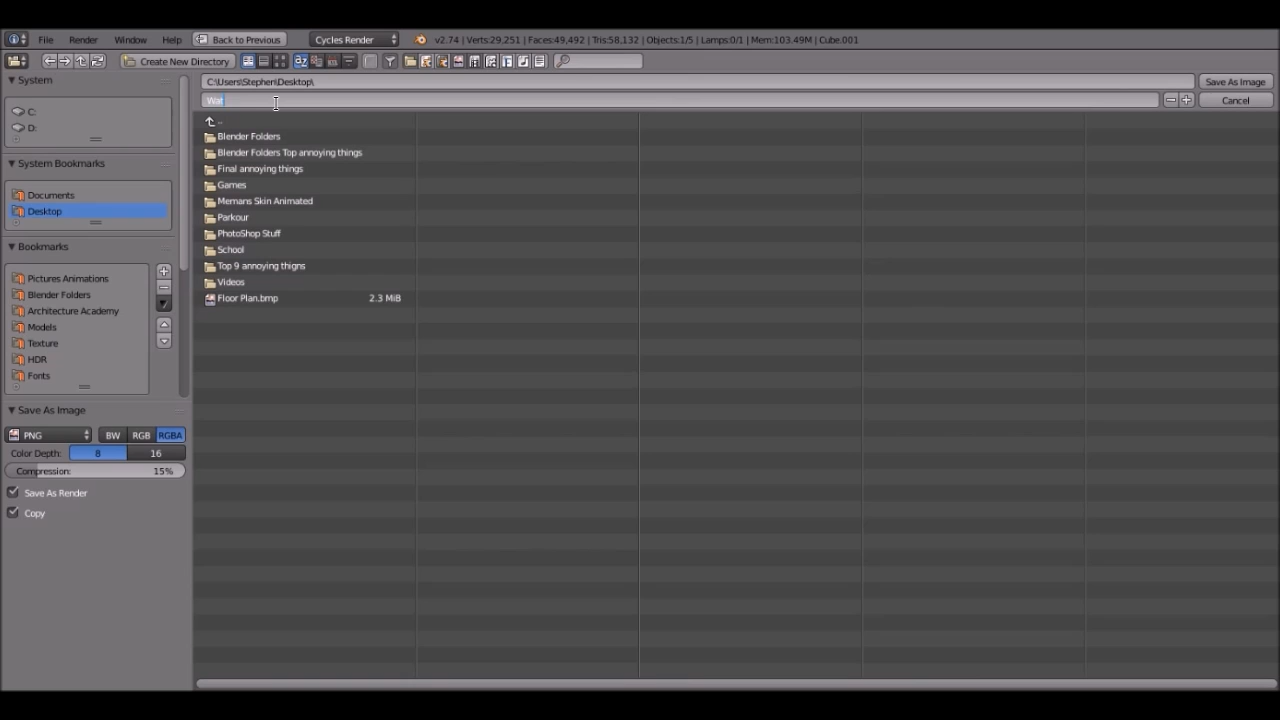 File Render Window Help Back to Previous Cycles Render v2.74 | Verts:29,251 | Faces:49,492 | Tris:58,132 | Objects:1/5 | Lamps:0/1 | Mem:103.49M | Cube.001
Create New Directory
System
C:
D:
System Bookmarks
Documents
Desktop
Bookmarks
Pictures Animations
Blender Folders
Architecture Academy
Models
Texture
HDR
Fonts
Save As Image
PNG BW RGB RGBA
Color Depth: 8 16
Compression: 15%
Save As Render
Copy
C:\Users\Stephen\Desktop\ Save As Image
Wat Cancel
..
Blender Folders
Blender Folders Top annoying things
Final annoying things
Games
Memans Skin Animated
Parkour
PhotoShop Stuff
School
Top 9 annoying thigns
Videos
Floor Plan.bmp 2.3 MiB